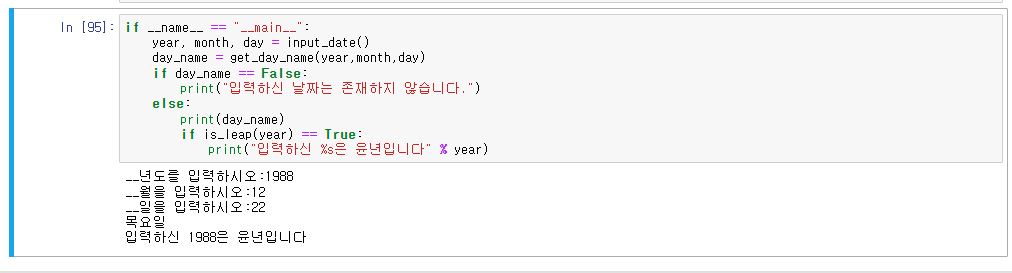 In [95]: if __name__ == "__main__":
year, month, day = input_date()
day_name = get_day_name(year,month,day)
if day_name == False:
print("입력하신 날짜는 존재하지 않습니다.")
else:
print(day_name)
if is_leap(year) == True:
print("입력하신 %s은 윤년입니다" % year)
__년도를 입력하시오:1988
__월을 입력하시오:12
__일을 입력하시오:22
목요일
입력하신 1988은 윤년입니다